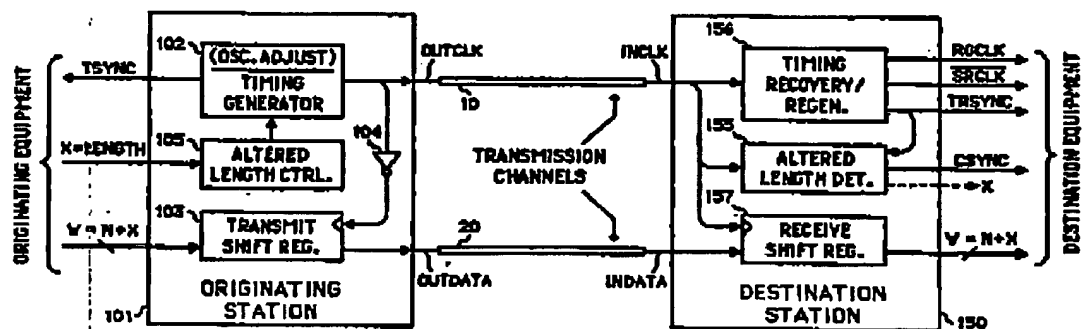 ORIGINATING EQUIPMENT
TSYNC
X=LENGTH
W = N+X
102
(OSC. ADJUST)
TIMING
GENERATOR
104
105
ALTERED
LENGTH CTRL.
103
TRANSMIT
SHIFT REG.
ORIGINATING
STATION
101
OUTCLK
10
INCLK
TRANSMISSION
CHANNELS
OUTDATA
20
INDATA
156
TIMING
RECOVERY/
REGEN.
155
ALTERED
LENGTH DET.
157
RECEIVE
SHIFT REG.
DESTINATION
STATION
150
RGCLK
SRCLK
TRSYNC
CSYNC
X
W = N+X
DESTINATION EQUIPMENT